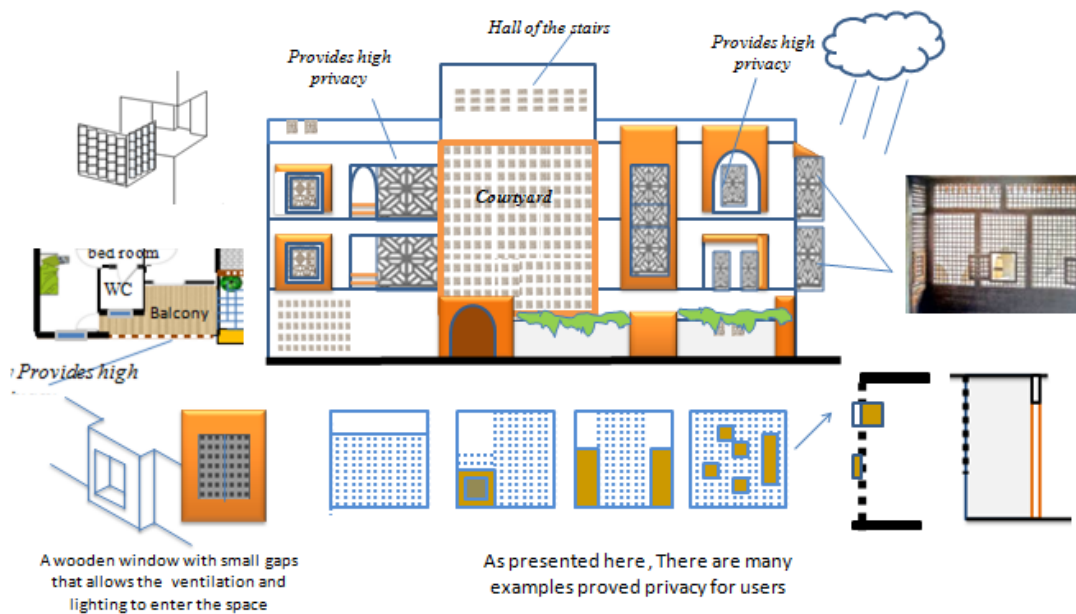 Hall of the stairs
Provides high
privacy
Provides high
privacy
Courtyard
bed room
WC
Balcony
Provides high
A wooden window with small gaps
that allows the ventilation and
lighting to enter the space
As presented here , There are many
examples proved privacy for users